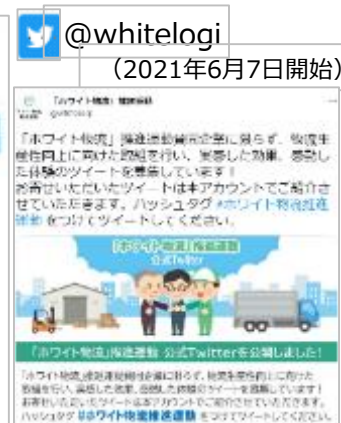 @whitelogi
(2021年6月7日開始)
「ホワイト物流」推進運動
@whitelogi
「ホワイト物流」推進運動賛同企業に限らず、物流生
産性向上に向けた取組を行い、実感した効果、感動し
た体験のツイートを募集しています！
お寄せいただいたツイートは本アカウントでご紹介さ
せていただきます。ハッシュタグ #ホワイト物流推進
運動 をつけてツイートしてください。
「ホワイト物流」推進運動
公式Twitter
「ホワイト物流」推進運動 公式Twitterを公開しました！
「ホワイト物流」推進運動賛同企業に限らず、物流生産性向上に向けた
取組を行い、実感した効果、感動した体験のツイートを募集しています！
お寄せいただいたツイートは本アカウントでご紹介させていただきます。
ハッシュタグ #ホワイト物流推進運動 をつけてツイートしてください。